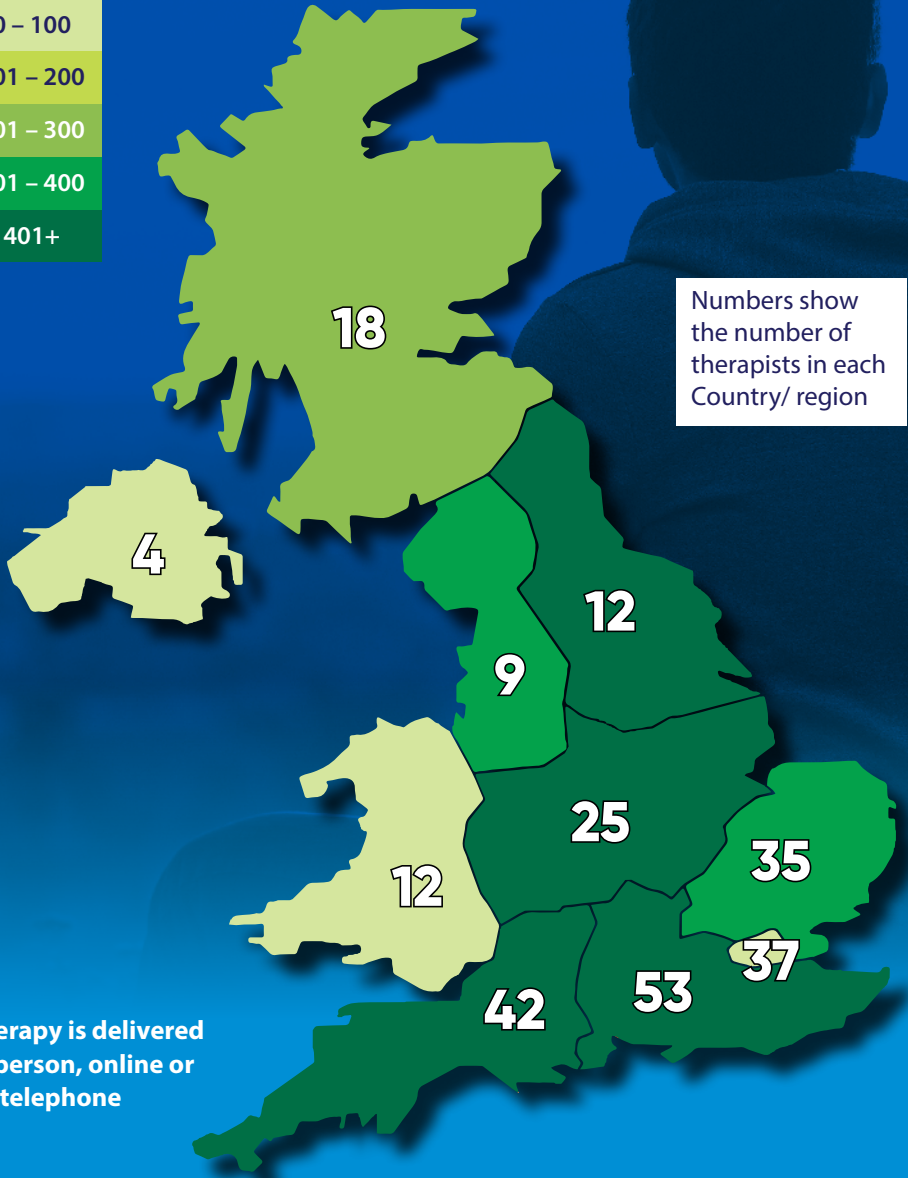 0 – 100
01 – 200
01 – 300
01 – 400
401+
18
Numbers show
the number of
therapists in each
Country/ region
4
12
9
25
35
12
37
53
42
erapy is delivered
person, online or
telephone